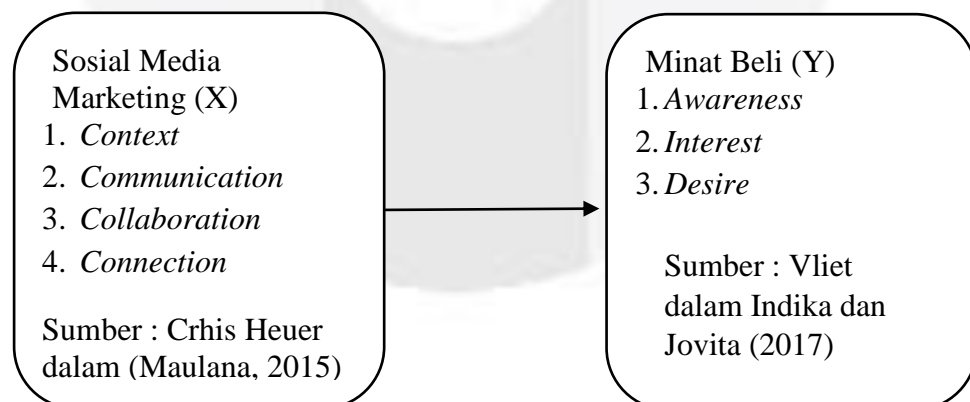 Sosial Media
Marketing (X)
1. Context
2. Communication
3. Collaboration
4. Connection
Sumber : Crhis Heuer
dalam (Maulana, 2015)
Minat Beli (Y)
1. Awareness
2. Interest
3. Desire
Sumber : Vliet
dalam Indika dan
Jovita (2017)